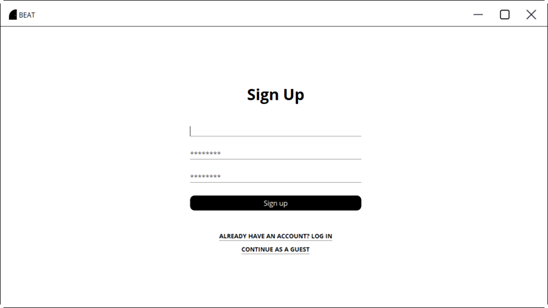 BEAT
Sign Up
********
********
Sign up
ALREADY HAVE AN ACCOUNT? LOG IN
CONTINUE AS A GUEST